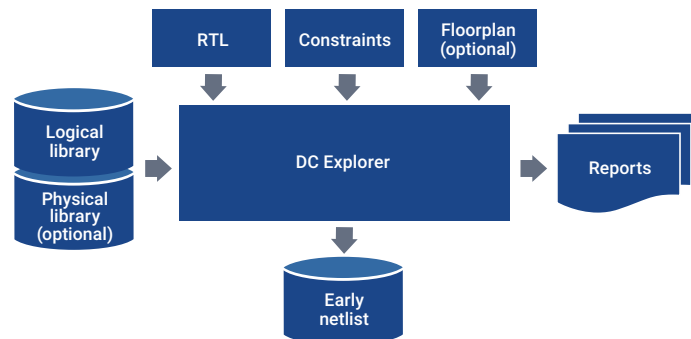 RTL
Constraints
Floorplan
(optional)
Logical
library
Physical
library
(optional)
DC Explorer
Reports
Early
netlist